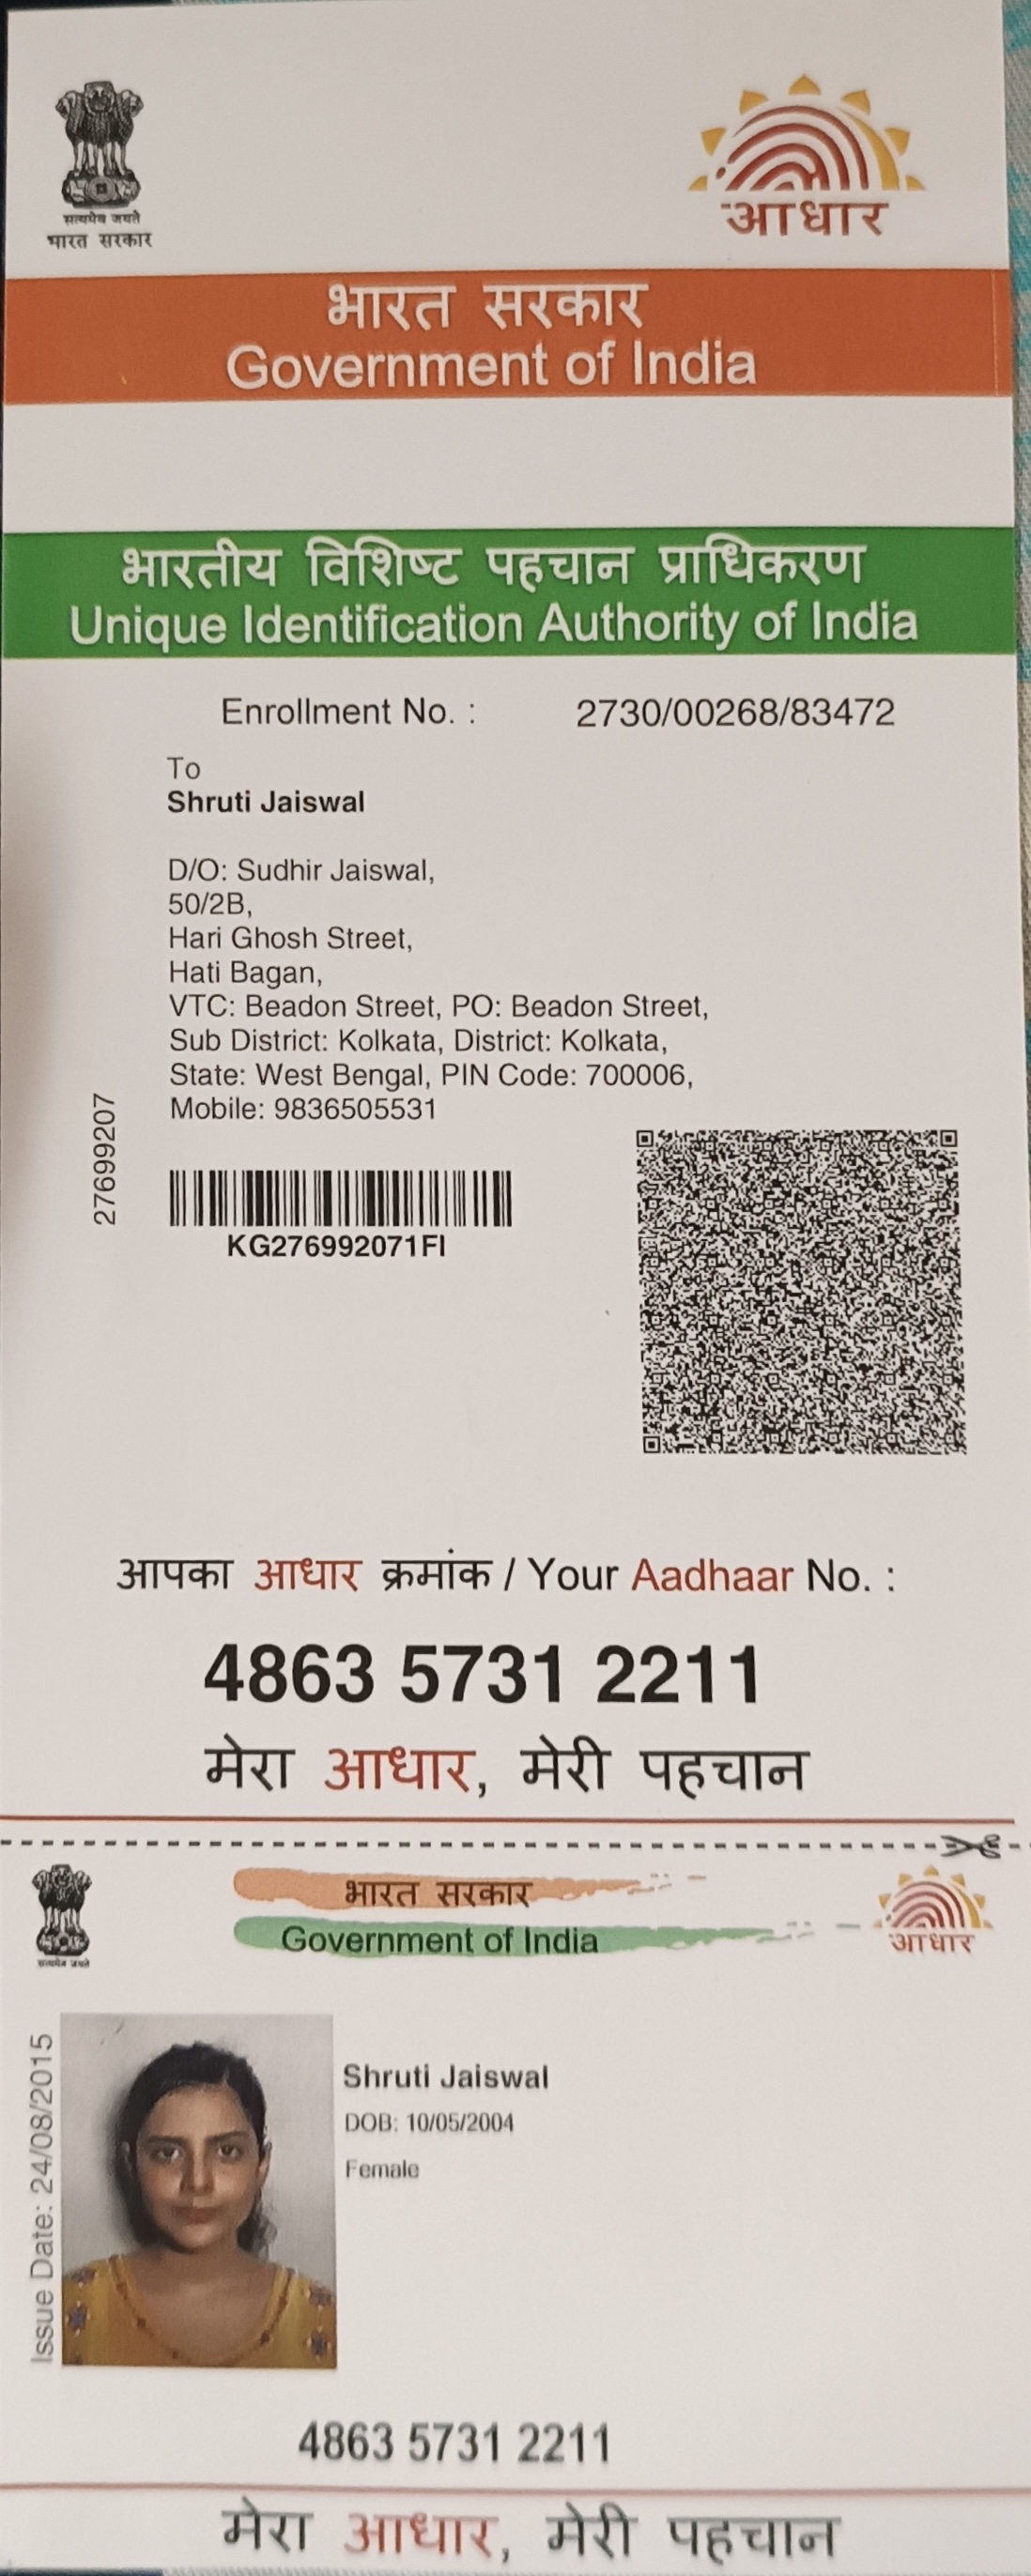 सत्यमेव जयते
भारत सरकार
आधार
भारत सरकार
Government of India
भारतीय विशिष्ट पहचान प्राधिकरण
Unique Identification Authority of India
Enrollment No. : 2730/00268/83472
To
Shruti Jaiswal
D/O: Sudhir Jaiswal,
50/2B,
Hari Ghosh Street,
Hati Bagan,
VTC: Beadon Street, PO: Beadon Street,
Sub District: Kolkata, District: Kolkata,
State: West Bengal, PIN Code: 700006,
Mobile: 9836505531
27699207
KG276992071FI
आपका आधार क्रमांक / Your Aadhaar No. :
4863 5731 2211
मेरा आधार, मेरी पहचान
सत्यमेव जयते
भारत सरकार
Government of India
आधार
Issue Date: 24/08/2015
Shruti Jaiswal
DOB: 10/05/2004
Female
4863 5731 2211
मेरा आधार, मेरी पहचान